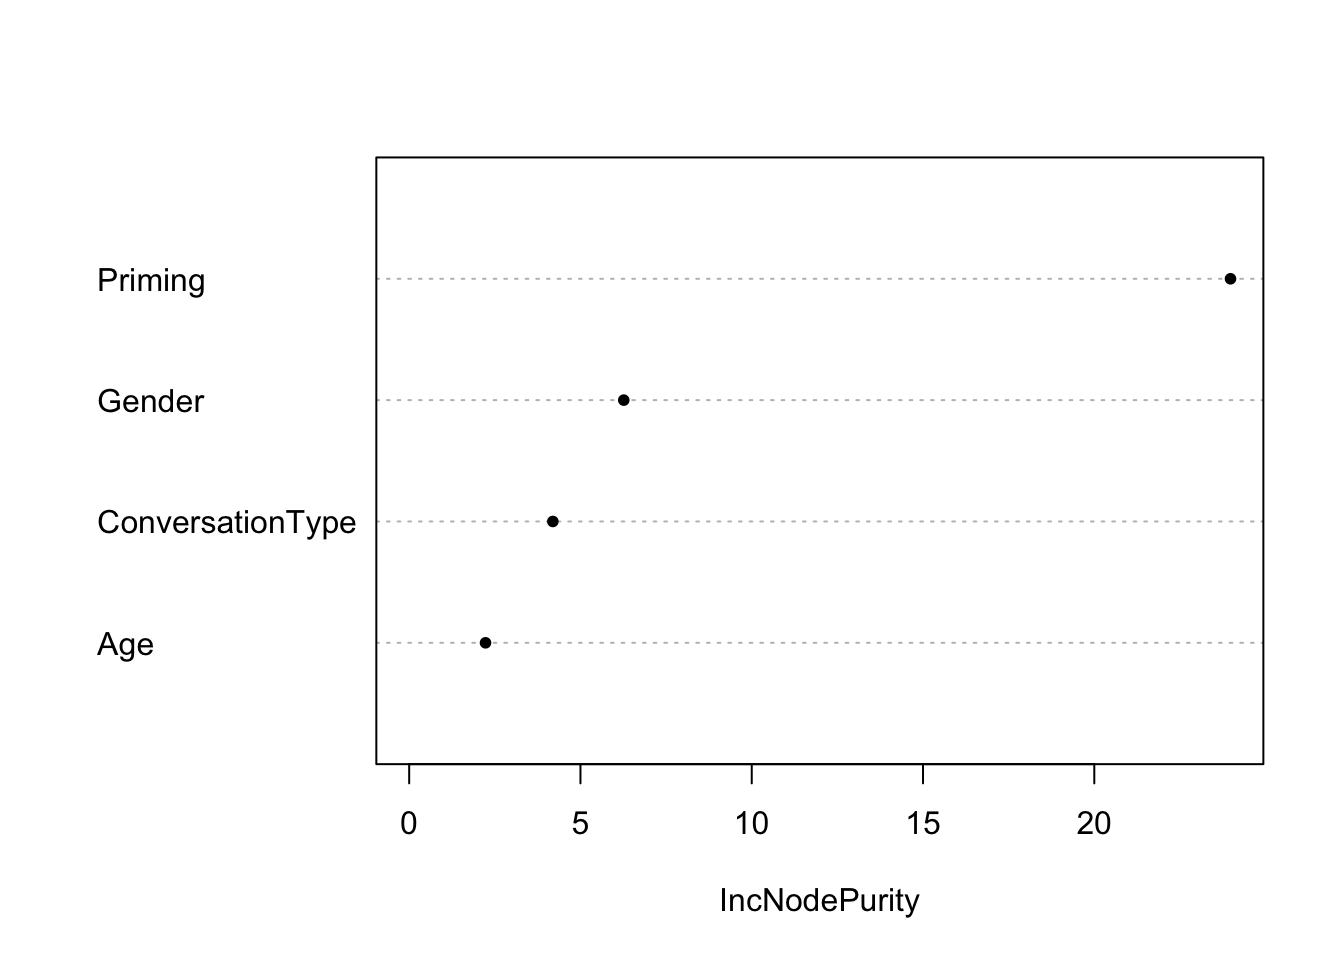 Priming
Gender
ConversationType
Age
0 5 10 15 20
IncNodePurity